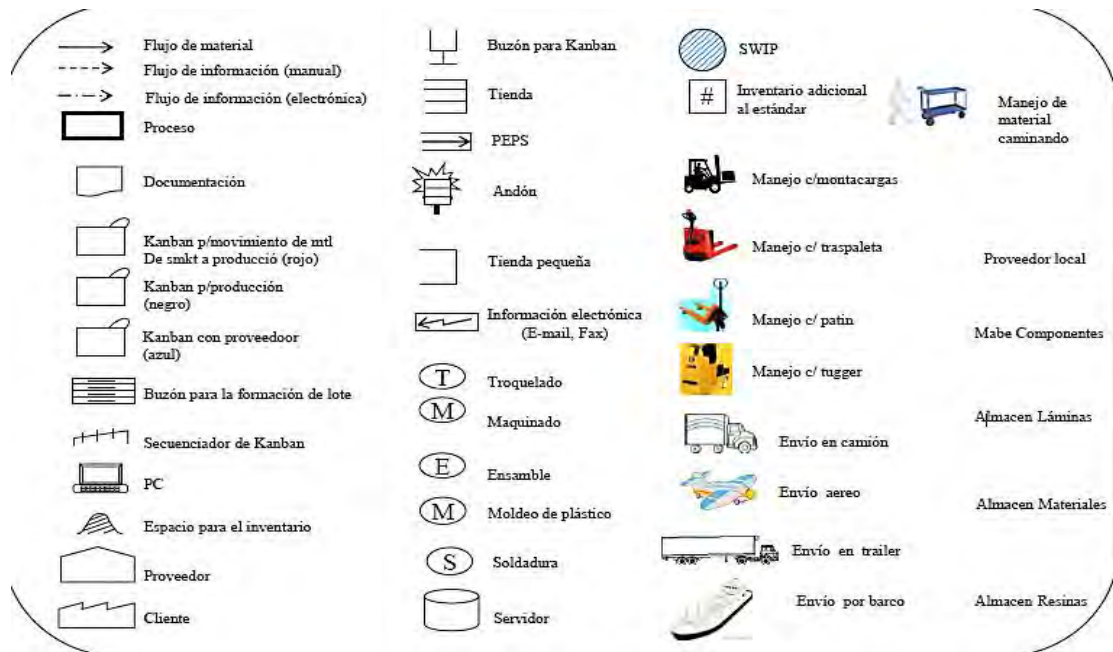 Flujo de material
Flujo de información (manual)
Flujo de información (electrónica)
Proceso
Documentación
Kanban p/movimiento de mtl
De smkt a producció (rojo)
Kanban p/producción
(negro)
Kanban con proveedoor
(azul)
Buzón para la formación de lote
Secuenciador de Kanban
PC
Espacio para el inventario
Proveedor
Cliente
Buzón para Kanban
Tienda
PEPS
Andón
Tienda pequeña
Información electrónica
(E-mail, Fax)
T Troquelado
M Maquinado
E Ensamble
M Moldeo de plástico
S Soldadura
Servidor
SWIP
# Inventario adicional
al estándar
Manejo c/montacargas
Manejo c/ traspaleta
Manejo c/ patin
Manejo c/ tugger
Envío en camión
Envío aereo
Envío en trailer
Envío por barco
Manejo de
material
caminando
Proveedor local
Mabe Componentes
Almacen Láminas
Almacen Materiales
Almacen Resinas